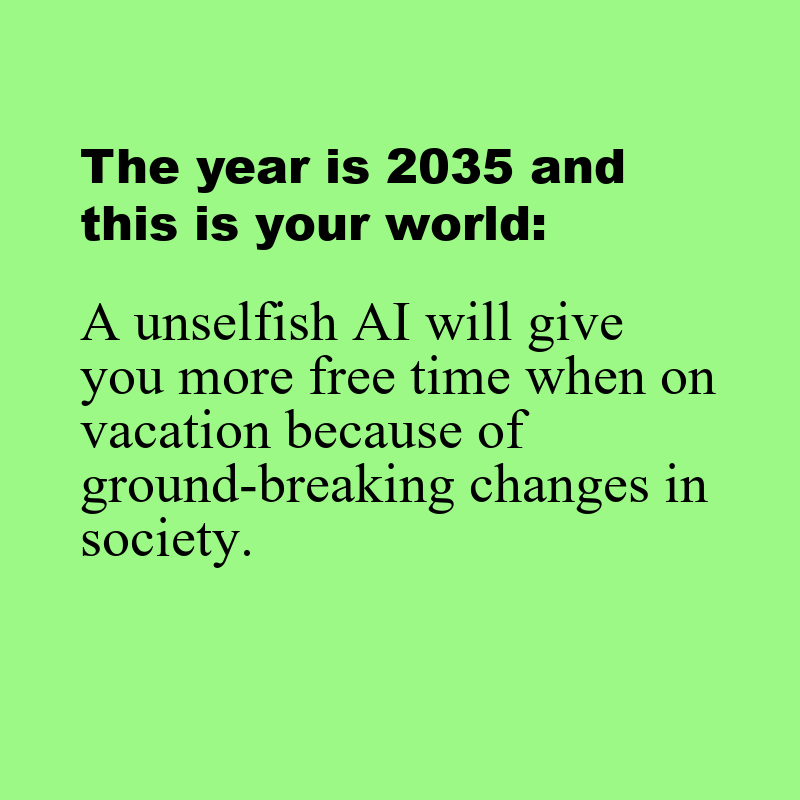 The year is 2035 and
this is your world:
A unselfish AI will give
you more free time when on
vacation because of
ground-breaking changes in
society.